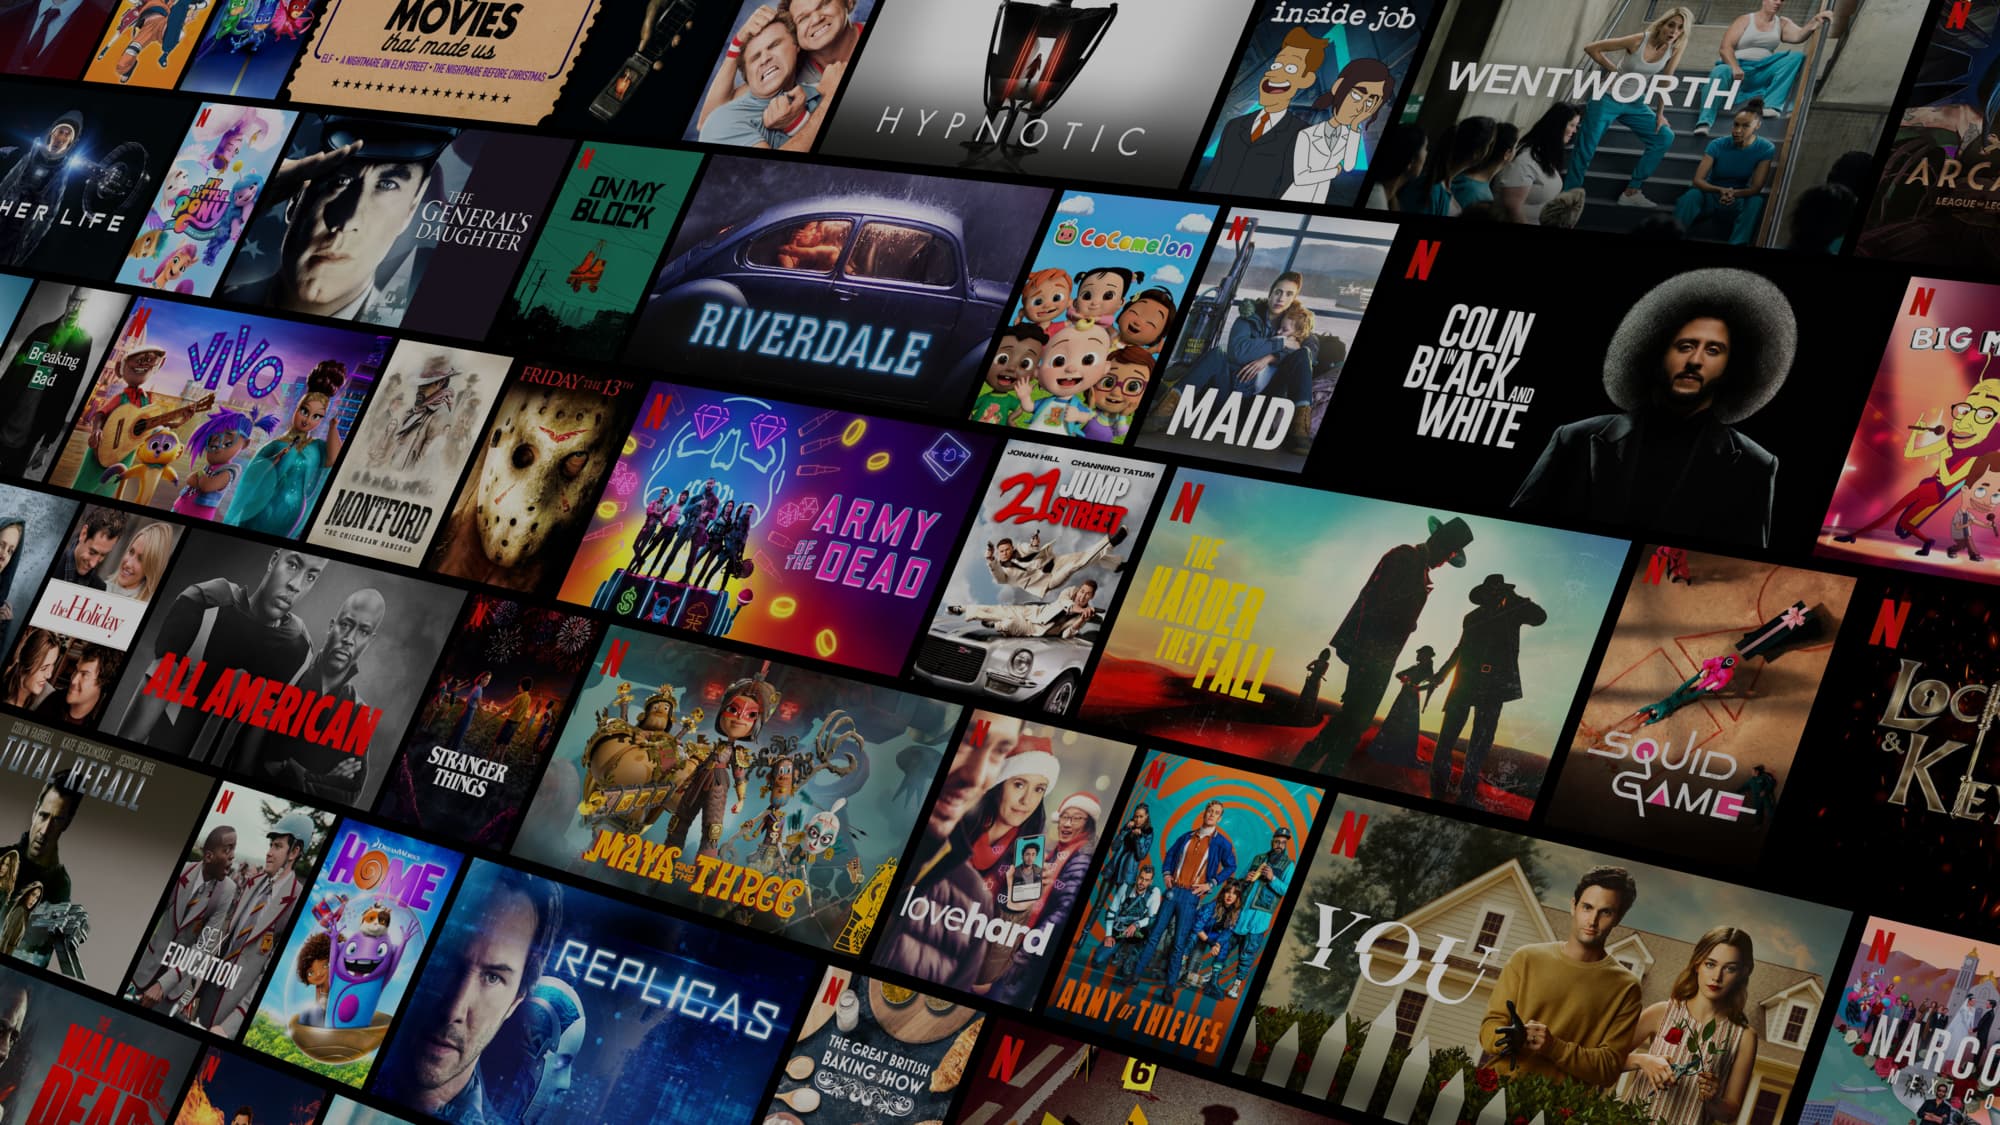 MOVIES
that made us
ELF • A NIGHTMARE ON ELM STREET • THE NIGHTMARE BEFORE CHRISTMAS
HYPNOTIC
inside job
WENTWORTH
N
ARCA
LEAGUE of LEG
HER LIFE
N
MY
LITTLE
PONY
THE
GENERAL'S
DAUGHTER
N
ON MY
BLOCK
RIVERDALE
CoComelon
N
MAID
N
COLIN
IN
BLACK AND
WHITE
N
BIG M
Breaking
Bad
N
VIVO
MONTFORD
THE CHICKASAW RANCHER
FRIDAY THE 13TH
N
ARMY
OF THE DEAD
JONAH HILL CHANNING TATUM
21 JUMP
STREET
N
THE
HARDER
THEY FALL
N
SQUID
GAME
N
LOC
& KEY
the Holiday
ALL AMERICAN
N
STRANGER
THINGS
N
MAYA AND THE THREE
N
lovehard
N
ARMY OF THIEVES
N
YOU
N
NARCO
MEXICO
COLIN FARRELL KATE BECKINSALE JESSICA BIEL
TOTAL RECALL
N
SEX
EDUCATION
DREAMWORKS
HOME
REPLICAS
N
THE GREAT BRITISH
BAKING SHOW
N
6
THE
WALKING
DEAD
N